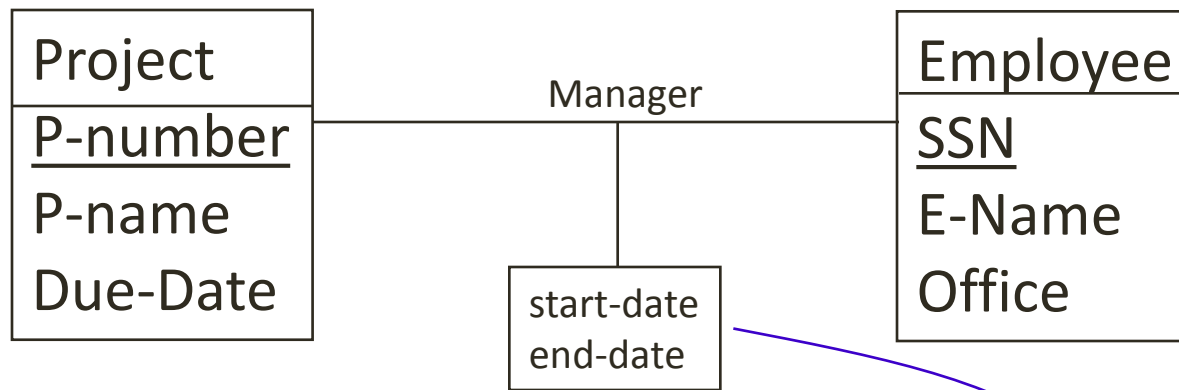 Project
P-number
P-name
Due-Date
Manager
start-date
end-date
Employee
SSN
E-Name
Office